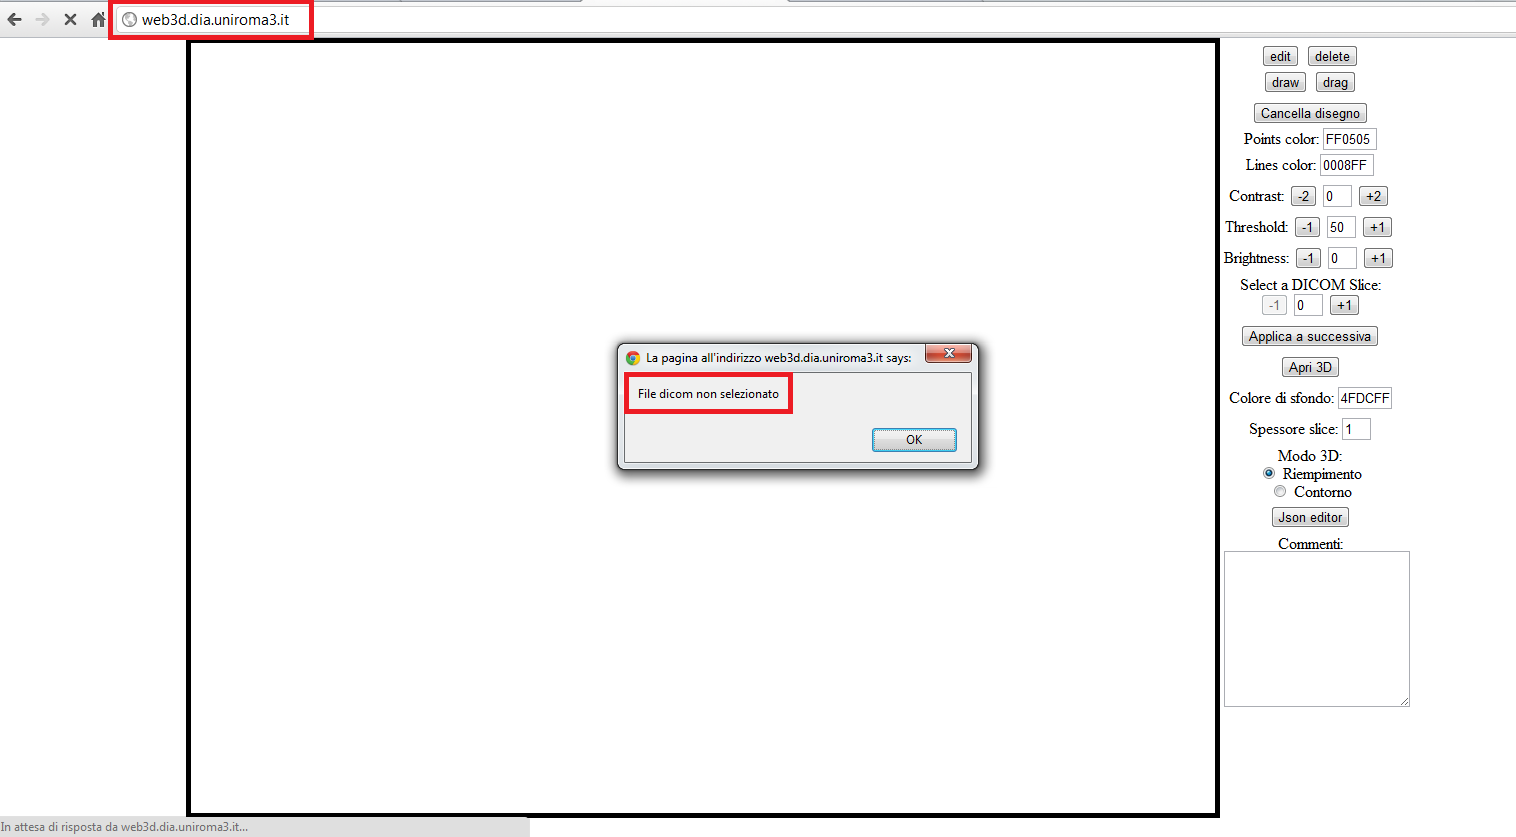 web3d.dia.uniroma3.it
edit delete
draw drag
Cancella disegno
Points color: FF0505
Lines color: 0008FF
Contrast: -2 0 +2
Threshold: -1 50 +1
Brightness: -1 0 +1
Select a DICOM Slice:
-1 0 +1
Applica a successiva
Apri 3D
Colore di sfondo: 4FDCFF
Spessore slice: 1
Modo 3D:
Riempimento
Contorno
Json editor
Commenti:
La pagina all'indirizzo web3d.dia.uniroma3.it says:
File dicom non selezionato
OK
In attesa di risposta da web3d.dia.uniroma3.it...